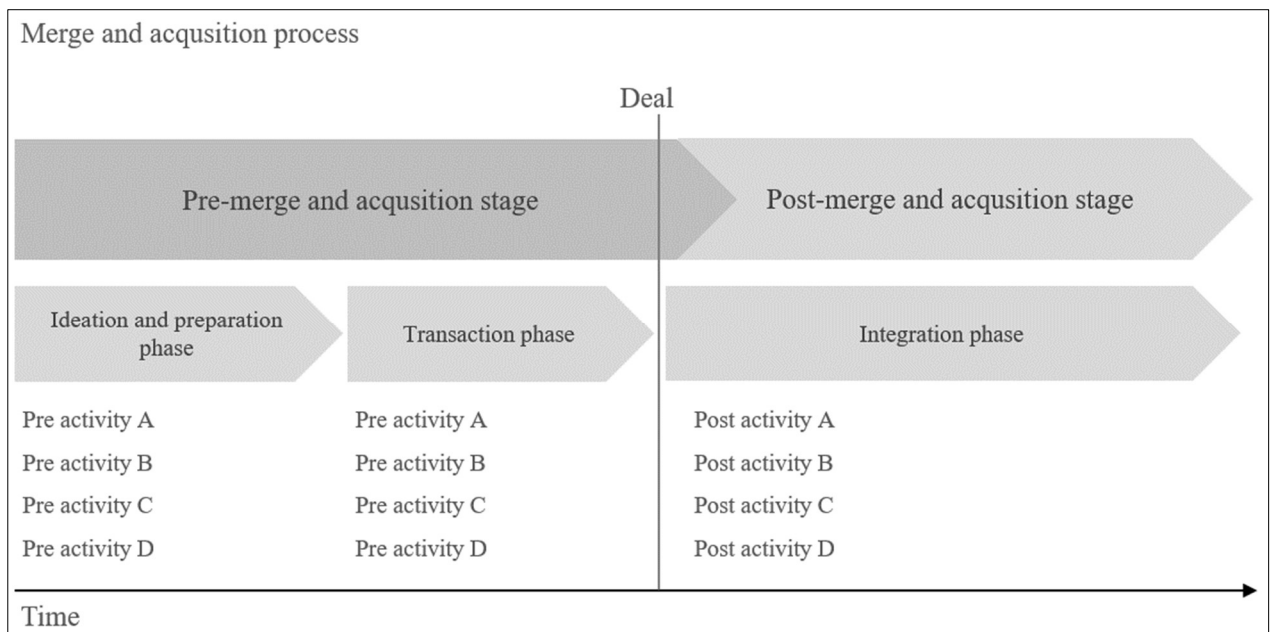 Merge and acqusition process
Deal
Pre-merge and acqusition stage
Post-merge and acqusition stage
Ideation and preparation
phase
Transaction phase
Integration phase
Pre activity A
Pre activity B
Pre activity C
Pre activity D
Pre activity A
Pre activity B
Pre activity C
Pre activity D
Post activity A
Post activity B
Post activity C
Post activity D
Time